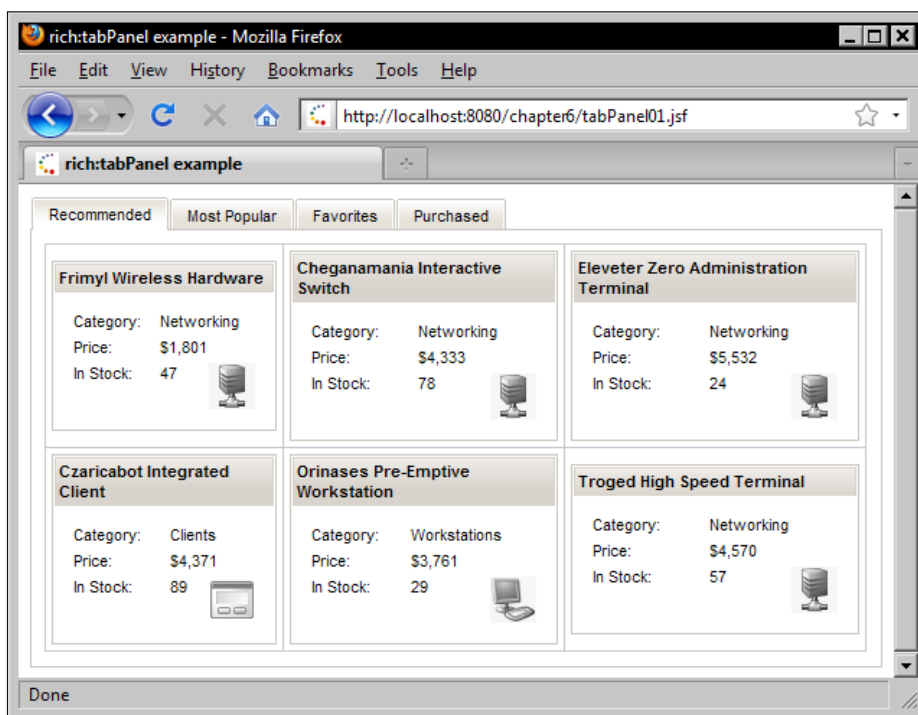 rich:tabPanel example - Mozilla Firefox
File Edit View History Bookmarks Tools Help
http://localhost:8080/chapter6/tabPanel01.jsf
rich:tabPanel example
Recommended Most Popular Favorites Purchased
Frimyl Wireless Hardware
Category: Networking
Price: $1,801
In Stock: 47
Cheganamania Interactive
Switch
Category: Networking
Price: $4,333
In Stock: 78
Eleveter Zero Administration
Terminal
Category: Networking
Price: $5,532
In Stock: 24
Czaricabot Integrated
Client
Category: Clients
Price: $4,371
In Stock: 89
Orinases Pre-Emptive
Workstation
Category: Workstations
Price: $3,761
In Stock: 29
Troged High Speed Terminal
Category: Networking
Price: $4,570
In Stock: 57
Done